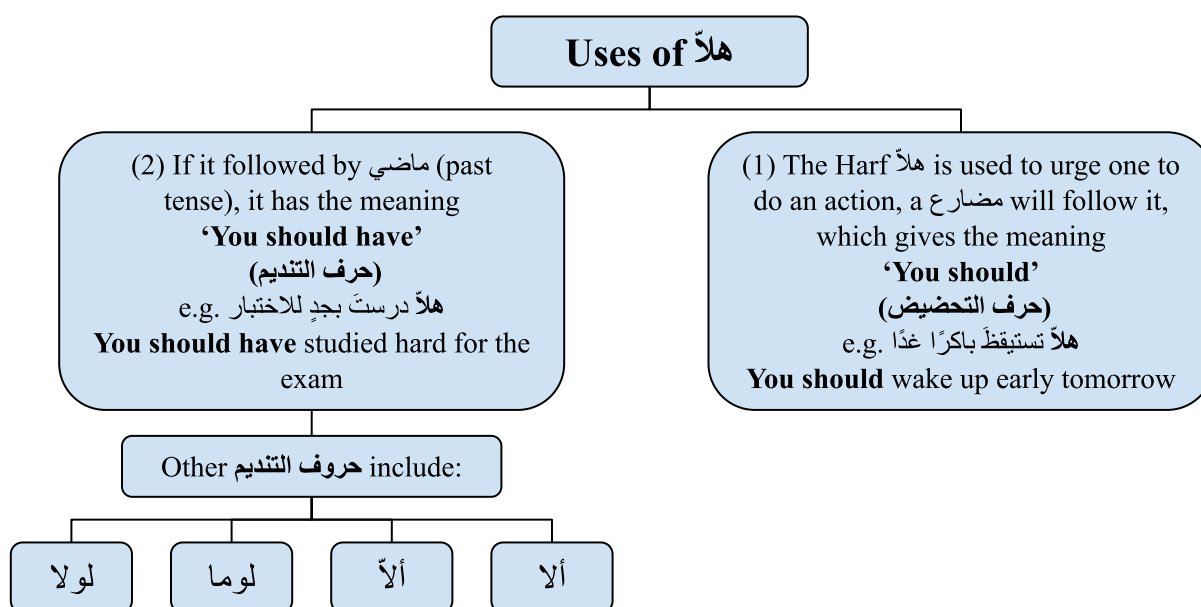 Uses of هلاّ
(2) If it followed by ماضي (past
tense), it has the meaning
‘You should have’
(حرف التنديم)
e.g. هلاّ درستَ بجدٍ للاختبار
You should have studied hard for the
exam
(1) The Harf هلاّ is used to urge one to
do an action, a مضارع will follow it,
which gives the meaning
‘You should’
(حرف التحضيض)
e.g. هلاّ تستيقظَ باكرًا غدًا
You should wake up early tomorrow
Other حروف التنديم include:
لولا
لوما
ألاّ
ألا